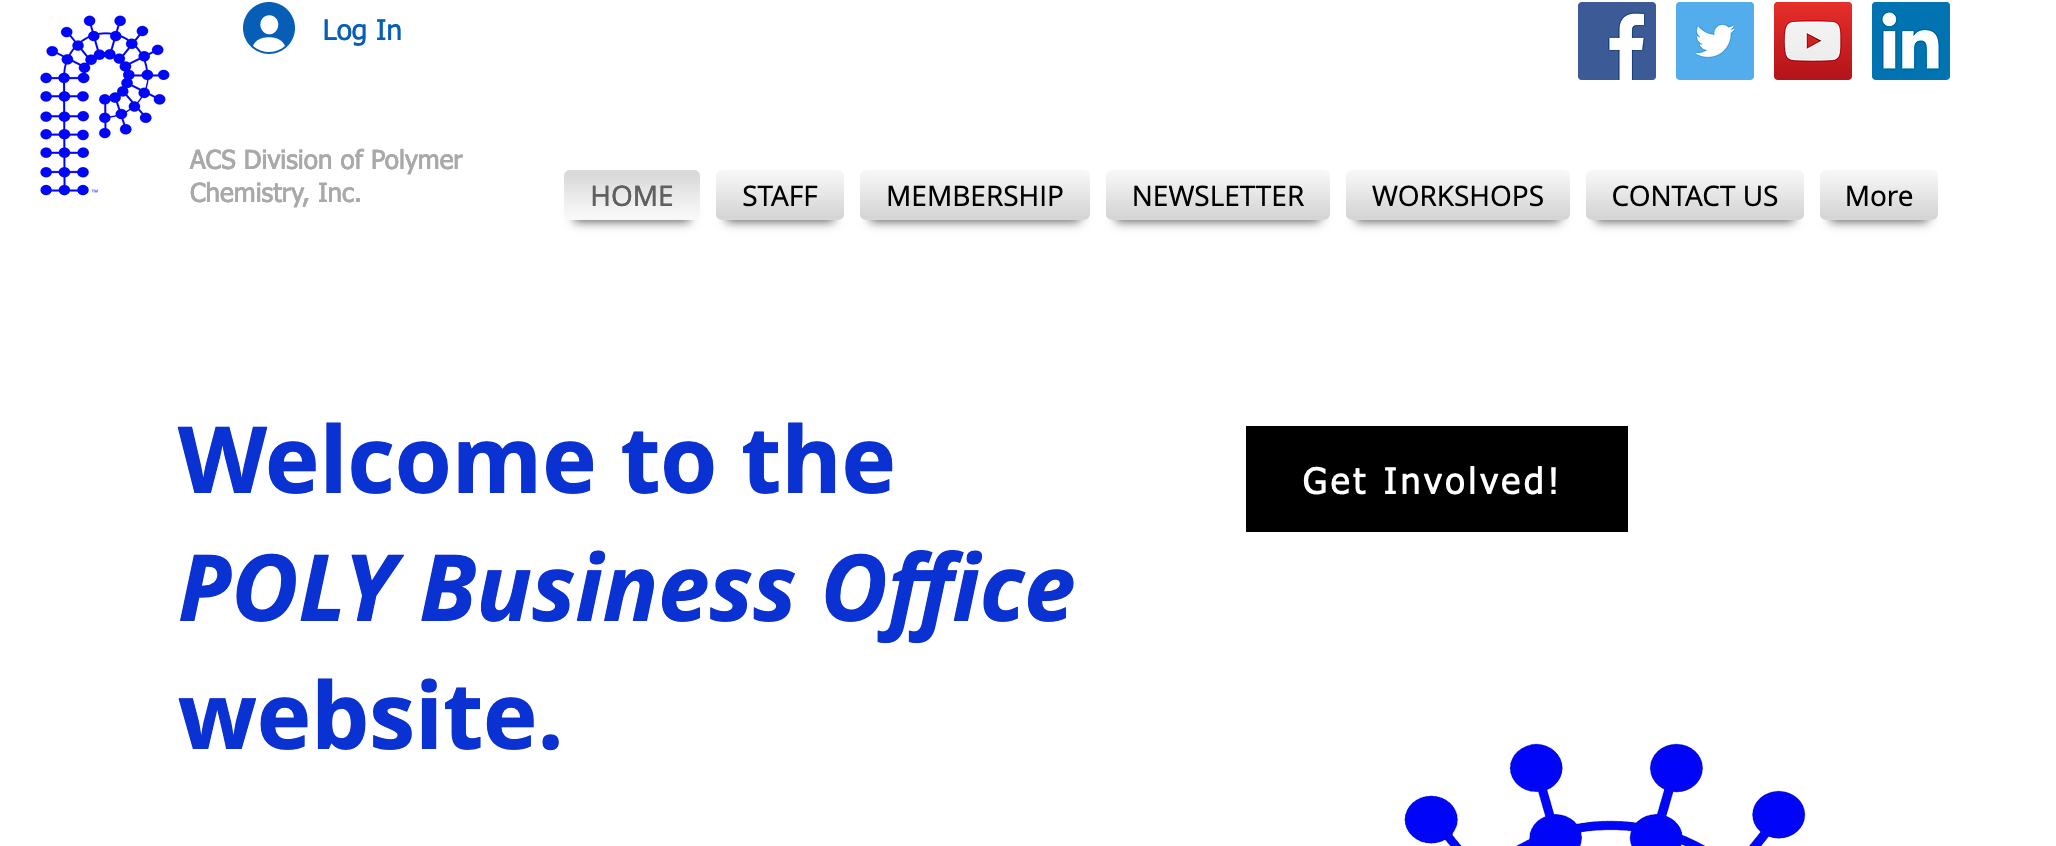 Log In
ACS Division of Polymer
Chemistry, Inc.
HOME STAFF MEMBERSHIP NEWSLETTER WORKSHOPS CONTACT US More
Welcome to the
POLY Business Office
website.
Get Involved!